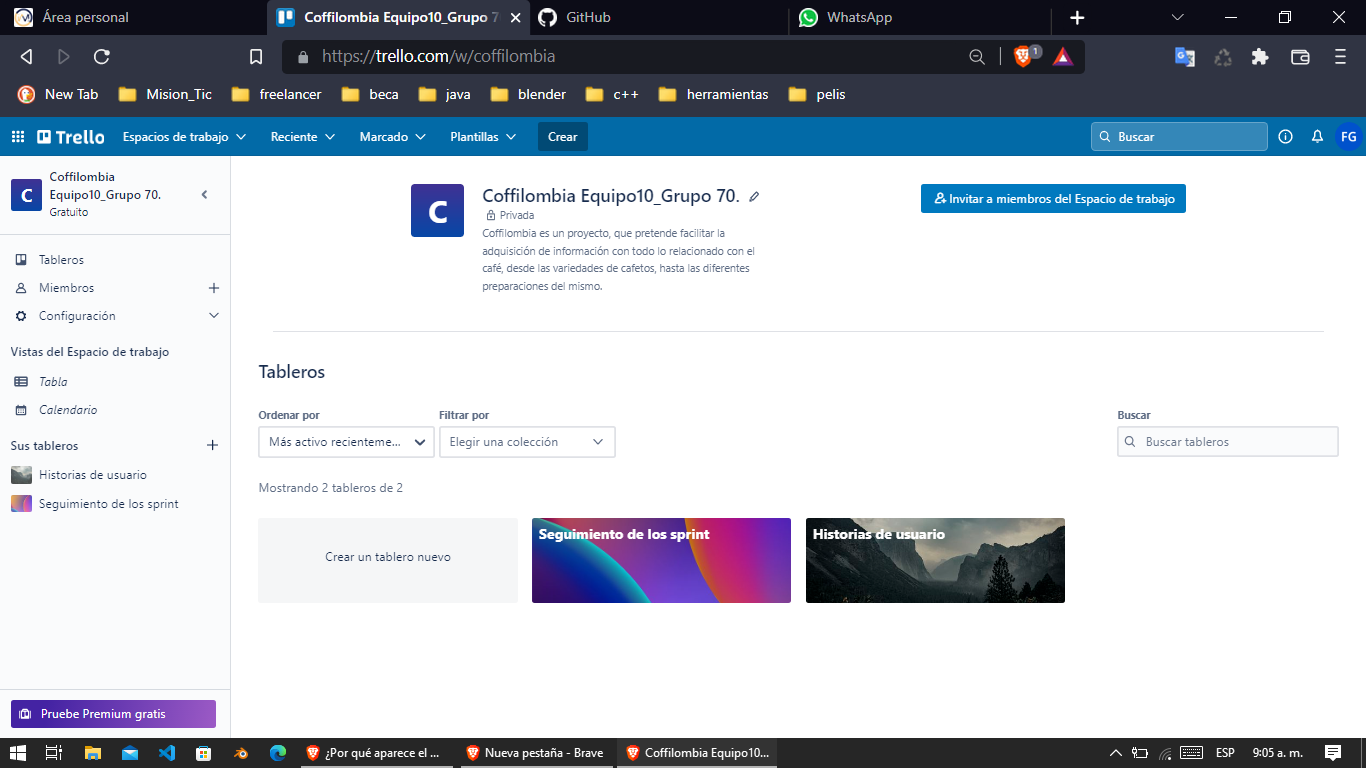 Área personal
Coffilombia Equipo10_Grupo 7
GitHub
WhatsApp
https://trello.com/w/coffilombia
1
New Tab
Mision_Tic
freelancer
beca
java
blender
c++
herramientas
pelis
Trello
Espacios de trabajo
Reciente
Marcado
Plantillas
Crear
Buscar
FG
C
Coffilombia
Equipo10_Grupo 70.
Gratuito
Tableros
Miembros
Configuración
Vistas del Espacio de trabajo
Tabla
Calendario
Sus tableros
Historias de usuario
Seguimiento de los sprint
Pruebe Premium gratis
C
Coffilombia Equipo10_Grupo 70.
Privada
Coffilombia es un proyecto, que pretende facilitar la
adquisición de información con todo lo relacionado con el
café, desde las variedades de cafetos, hasta las diferentes
preparaciones del mismo.
Invitar a miembros del Espacio de trabajo
Tableros
Ordenar por
Filtrar por
Buscar
Más activo recienteme...
Elegir una colección
Buscar tableros
Mostrando 2 tableros de 2
Crear un tablero nuevo
Seguimiento de los sprint
Historias de usuario
¿Por qué aparece el ...
Nueva pestaña - Brave
Coffilombia Equipo10...
ESP
9:05 a. m.